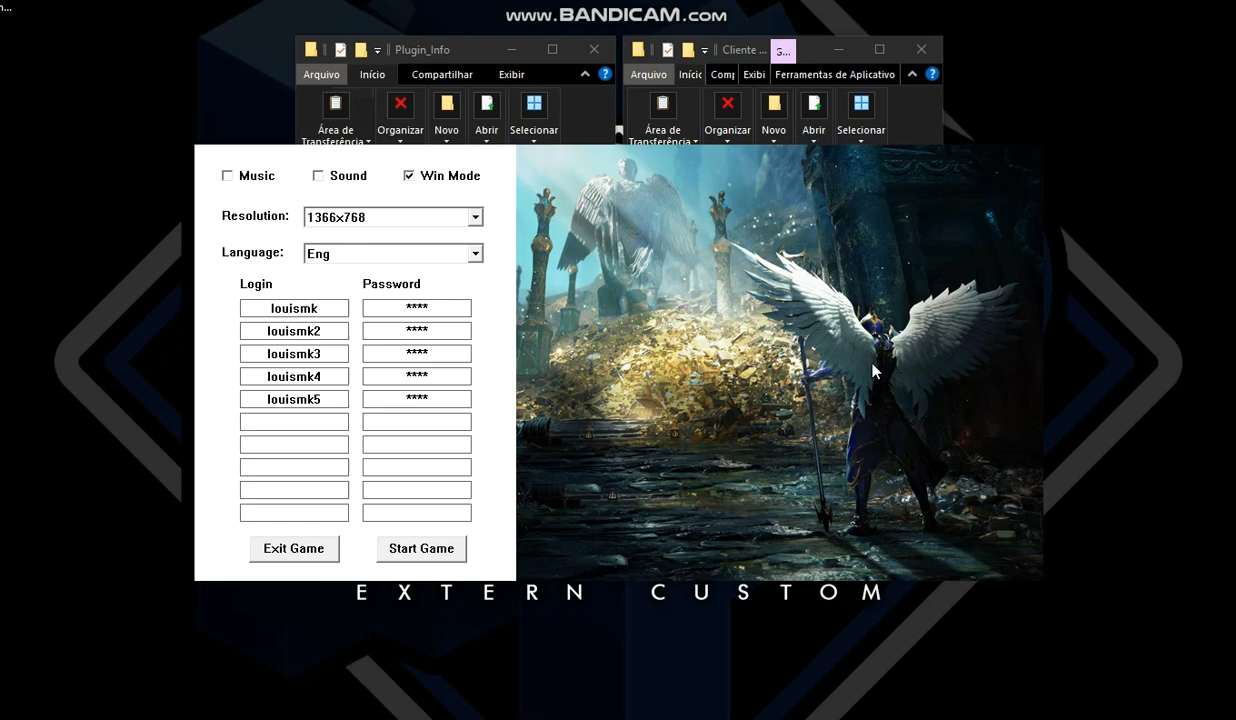 n...
www.BANDICAM.com
Plugin_Info
Cliente ... G...
Arquivo Início Compartilhar Exibir
Arquivo Iníci Comp Exibi Ferramentas de Aplicativo
Área de Transferência Organizar Novo Abrir Selecionar
Área de Transferência Organizar Novo Abrir Selecionar
Music Sound Win Mode
Resolution: 1366x768
Language: Eng
Login Password
louismk ****
louismk2 ****
louismk3 ****
louismk4 ****
louismk5 ****
Exit Game Start Game
EXTERN CUSTOM